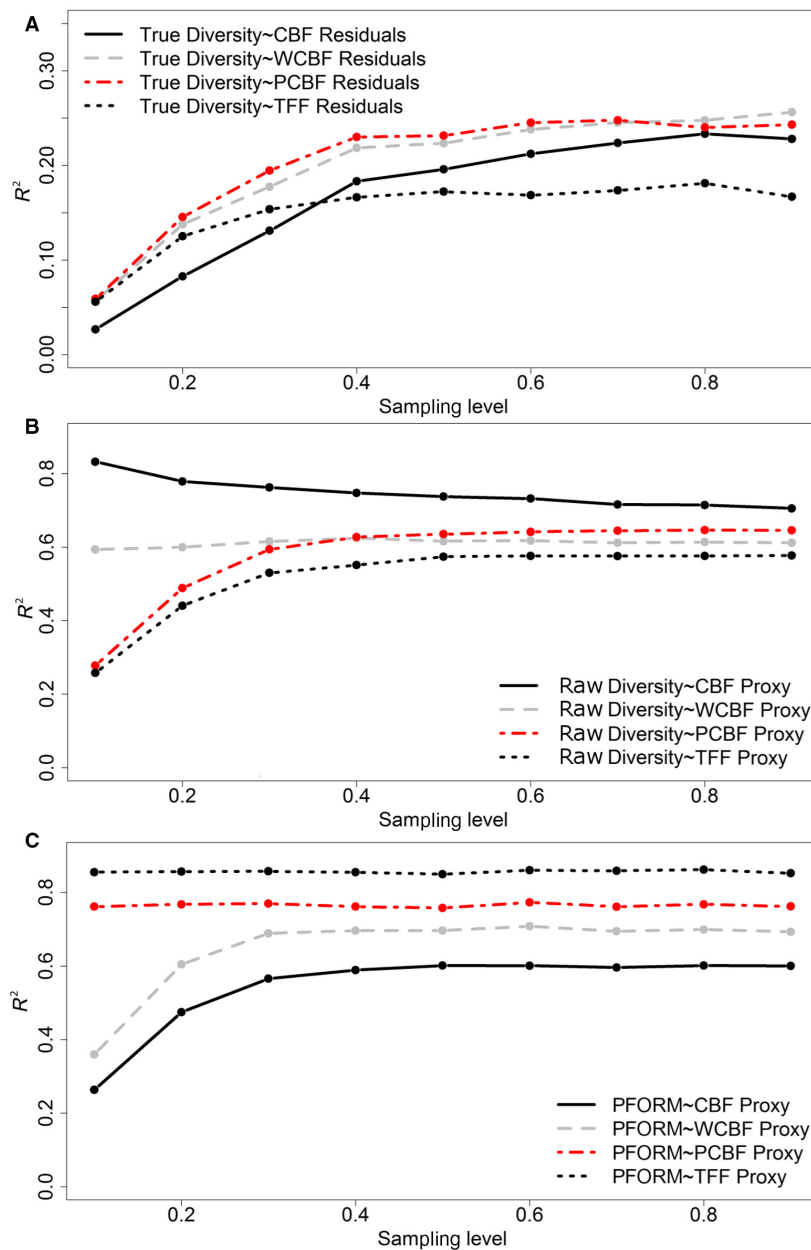 A
True Diversity~CBF Residuals
True Diversity~WCBF Residuals
True Diversity~PCBF Residuals
True Diversity~TFF Residuals
R²
0.30
0.20
0.10
0.00
0.2 0.4 0.6 0.8
Sampling level
B
R²
0.8
0.6
0.4
0.2
0.0
Raw Diversity~CBF Proxy
Raw Diversity~WCBF Proxy
Raw Diversity~PCBF Proxy
Raw Diversity~TFF Proxy
0.2 0.4 0.6 0.8
Sampling level
C
R²
0.8
0.6
0.4
0.2
0.0
PFORM~CBF Proxy
PFORM~WCBF Proxy
PFORM~PCBF Proxy
PFORM~TFF Proxy
0.2 0.4 0.6 0.8
Sampling level